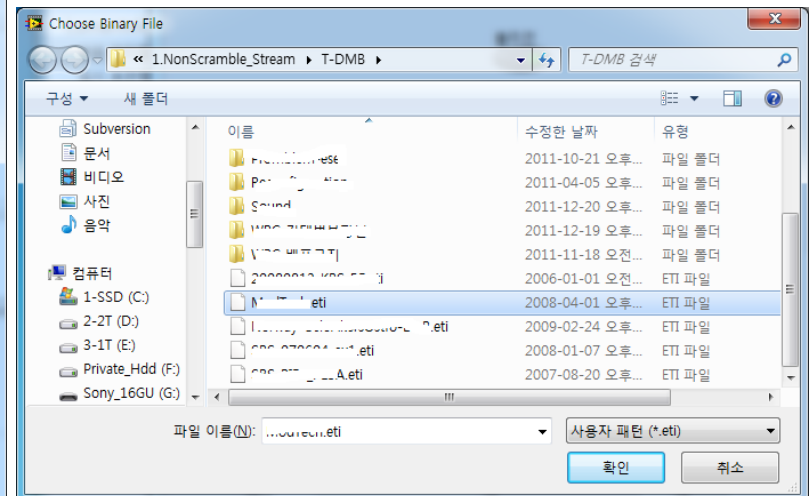 Choose Binary File
« 1.NonScramble_Stream ▸ T-DMB ▸
T-DMB 검색
구성 ▼ 새 폴더
Subversion
문서
비디오
사진
음악
컴퓨터
1-SSD (C:)
2-2T (D:)
3-1T (E:)
Private_Hdd (F:)
Sony_16GU (G:)
이름 수정한 날짜 유형
2011-10-21 오후... 파일 폴더
2011-04-05 오후... 파일 폴더
Sound 2011-12-20 오후... 파일 폴더
2011-12-19 오후... 파일 폴더
2011-11-18 오전... 파일 폴더
2006-01-01 오전... ETI 파일
eti 2008-04-01 오후... ETI 파일
.eti 2009-02-24 오후... ETI 파일
.eti 2008-01-07 오후... ETI 파일
A.eti 2007-08-20 오후... ETI 파일
파일 이름(N): ModTech.eti
사용자 패턴 (*.eti)
확인 취소